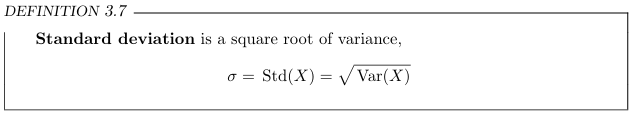 DEFINITION 3.7
Standard deviation is a square root of variance,
σ = Std(X) = √Var(X)